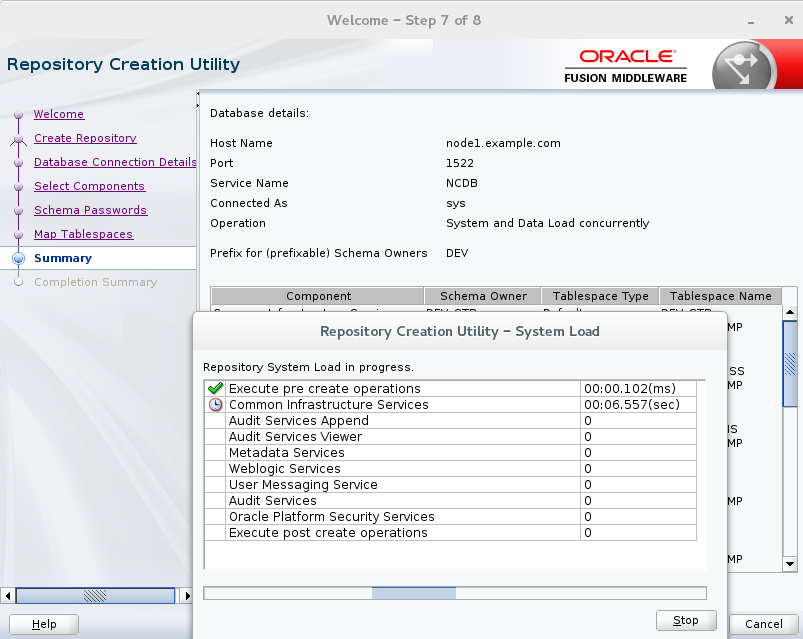 Welcome – Step 7 of 8
Repository Creation Utility
ORACLE
FUSION MIDDLEWARE
Welcome
Create Repository
Database Connection Details
Select Components
Schema Passwords
Map Tablespaces
Summary
Completion Summary
Database details:
Host Name node1.example.com
Port 1522
Service Name NCDB
Connected As sys
Operation System and Data Load concurrently
Prefix for (prefixable) Schema Owners DEV
Component Schema Owner Tablespace Type Tablespace Name
MP
SS
MP
MP
MP
MP
Repository Creation Utility – System Load
Repository System Load in progress.
Execute pre create operations 00:00.102(ms)
Common Infrastructure Services 00:06.557(sec)
Audit Services Append 0
Audit Services Viewer 0
Metadata Services 0
Weblogic Services 0
User Messaging Service 0
Audit Services 0
Oracle Platform Security Services 0
Execute post create operations 0
Stop
Help
Cancel